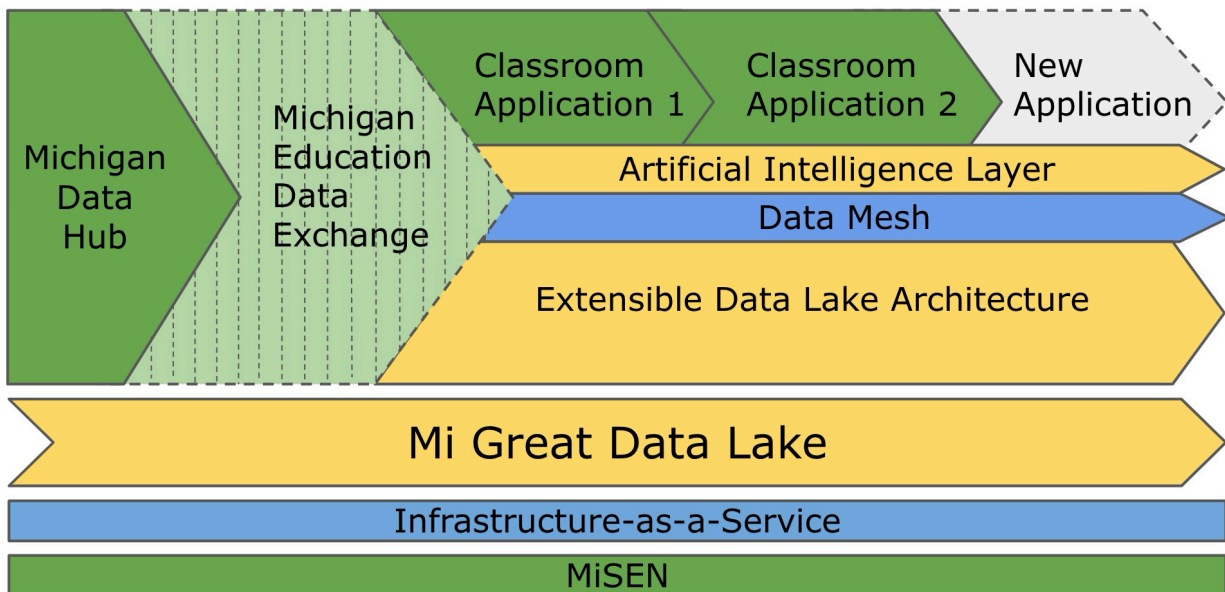 Michigan
Data
Hub
Michigan
Education
Data
Exchange
Classroom
Application 1
Classroom
Application 2
New
Application
Artificial Intelligence Layer
Data Mesh
Extensible Data Lake Architecture
Mi Great Data Lake
Infrastructure-as-a-Service
MiSEN